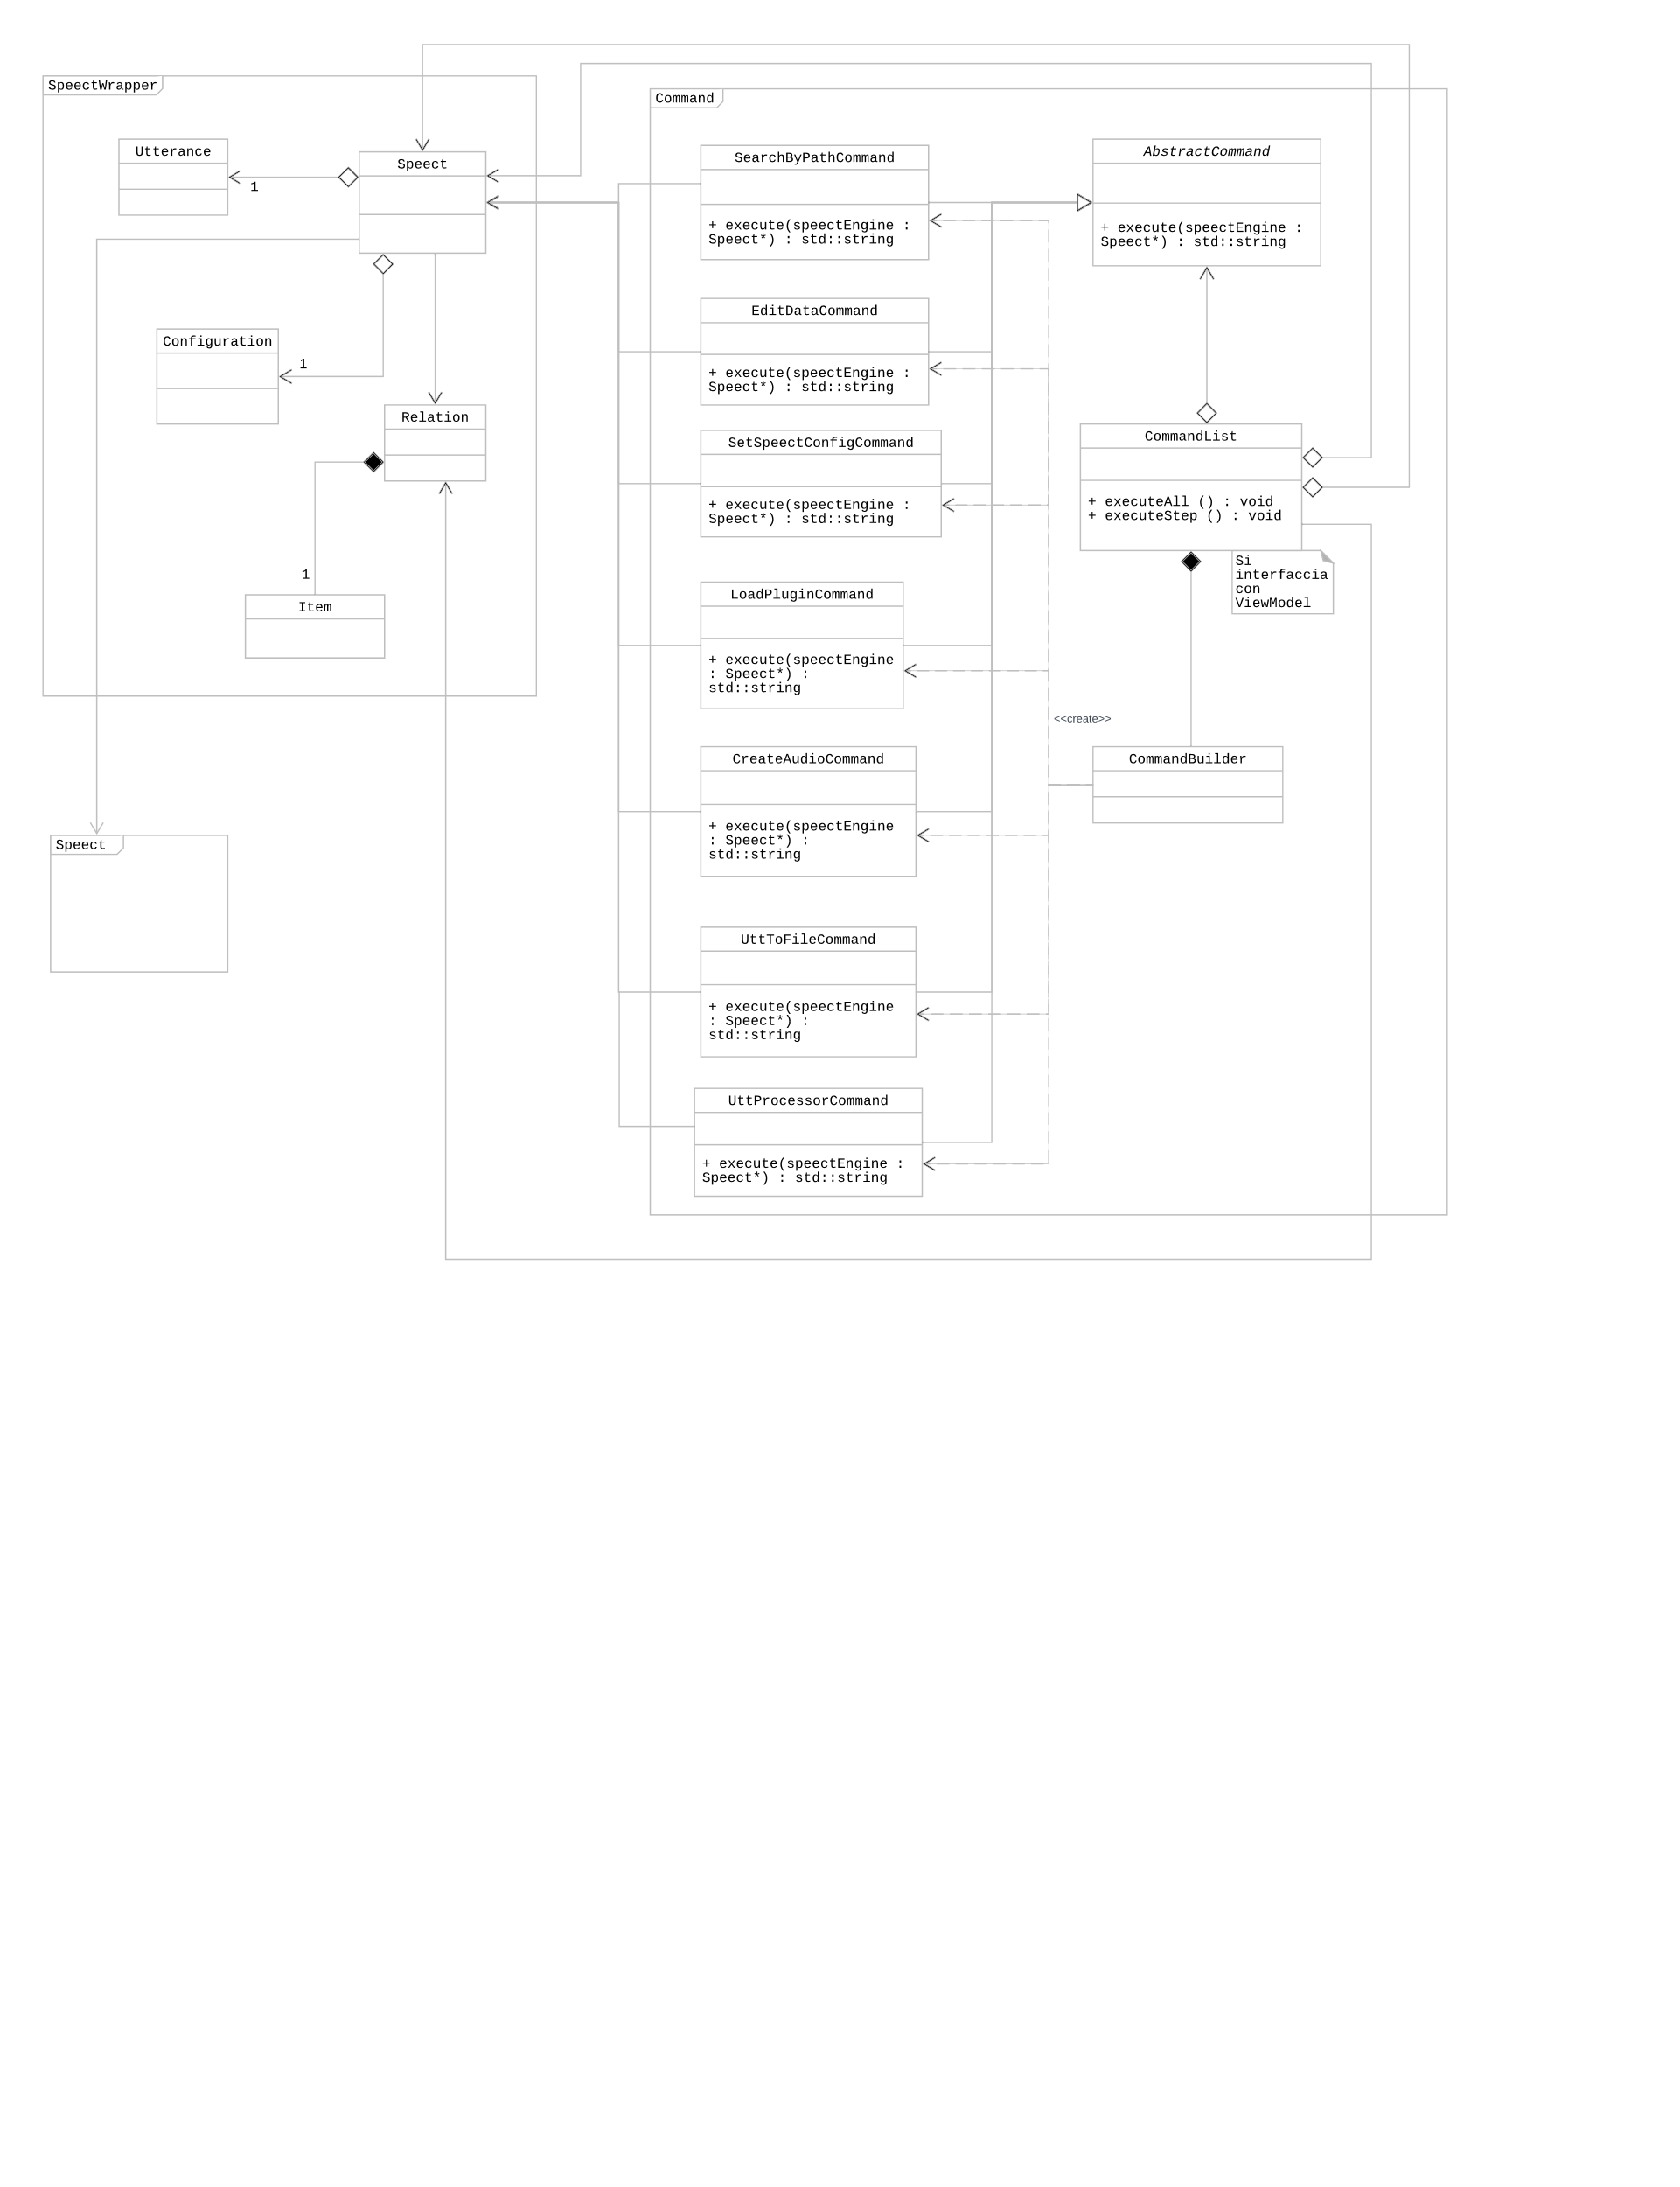 SpeectWrapper
Utterance
1
Speect
Configuration
1
Relation
1
Item
Speect
Command
SearchByPathCommand
+ execute(speectEngine :
Speect*) : std::string
EditDataCommand
+ execute(speectEngine :
Speect*) : std::string
SetSpeectConfigCommand
+ execute(speectEngine :
Speect*) : std::string
LoadPluginCommand
+ execute(speectEngine
: Speect*) :
std::string
CreateAudioCommand
+ execute(speectEngine
: Speect*) :
std::string
UttToFileCommand
+ execute(speectEngine
: Speect*) :
std::string
UttProcessorCommand
+ execute(speectEngine :
Speect*) : std::string
AbstractCommand
+ execute(speectEngine :
Speect*) : std::string
CommandList
+ executeAll () : void
+ executeStep () : void
Si
interfaccia
con
ViewModel
<<create>>
CommandBuilder